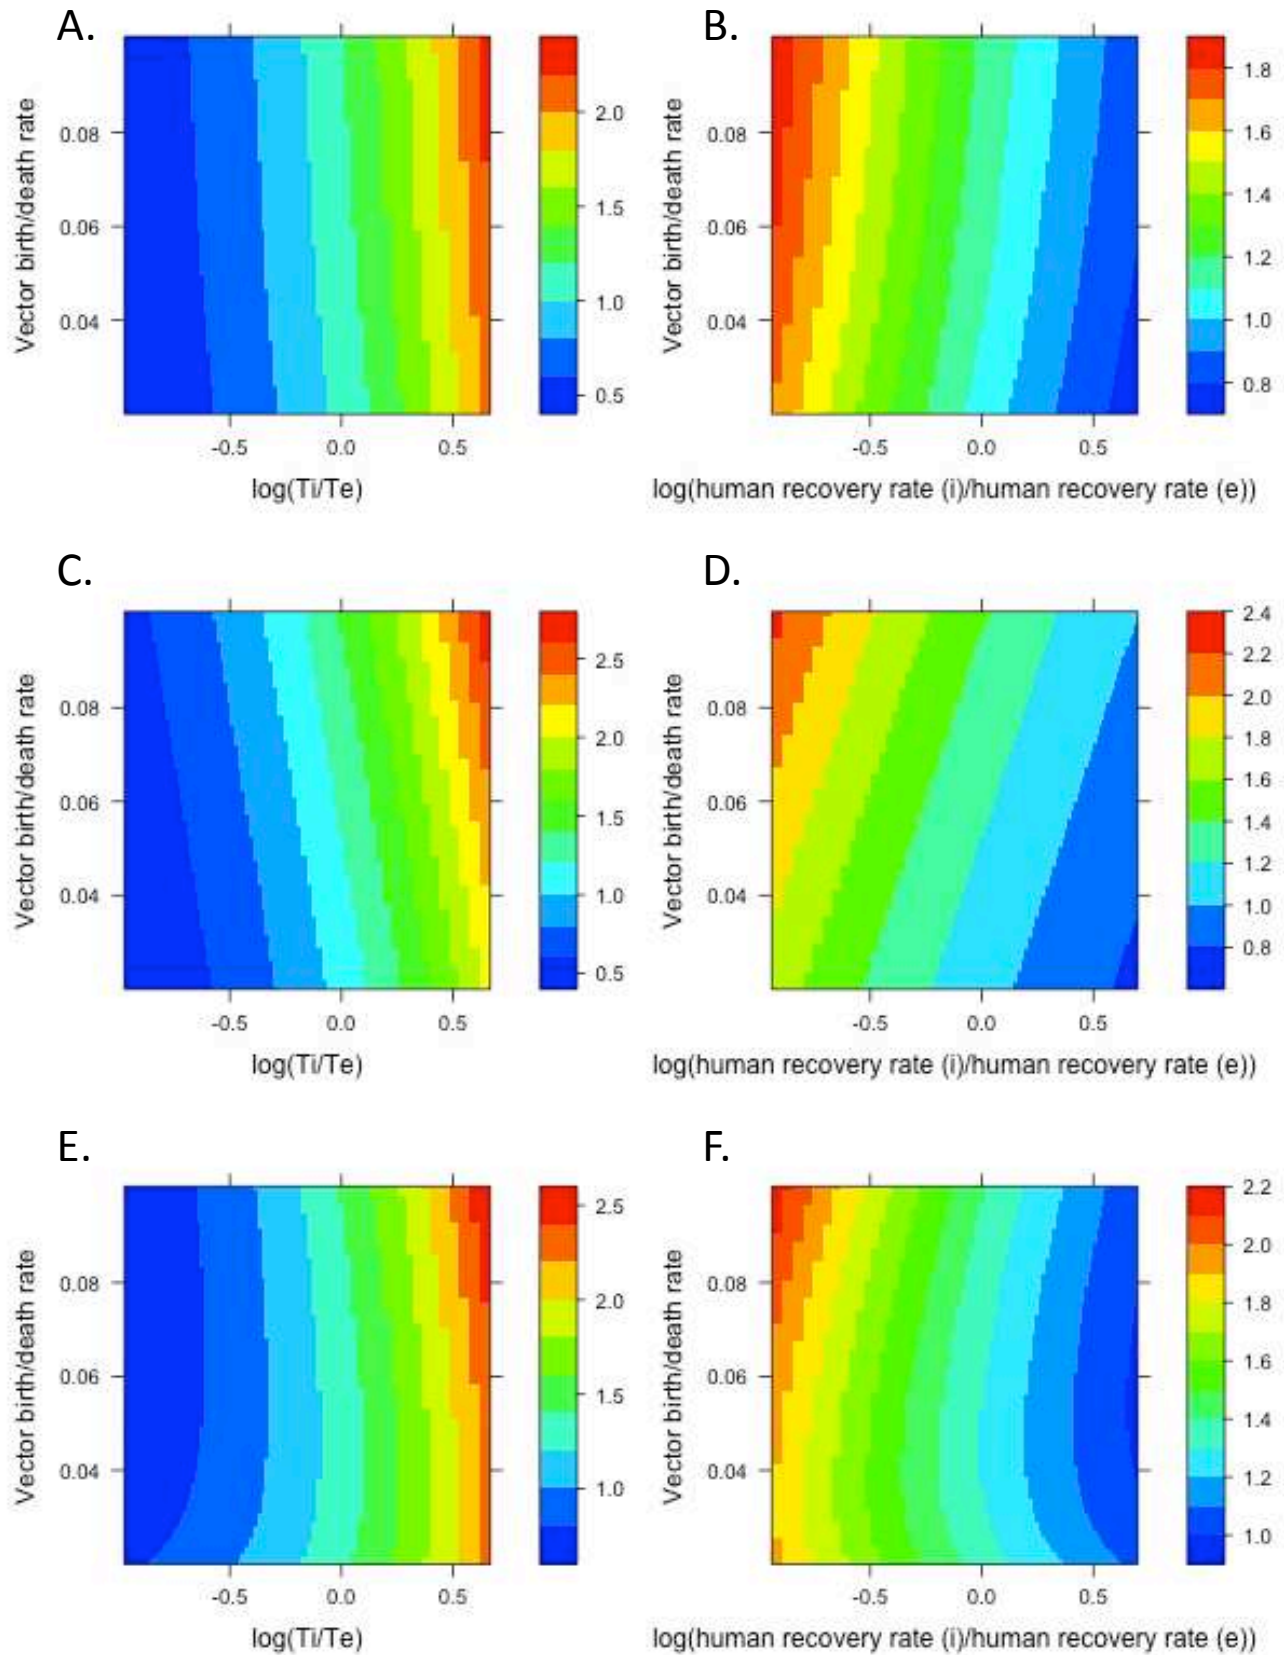 A.
B.
Vector birth/death rate
0.08
0.06
0.04
-0.5 0.0 0.5
log(Ti/Te)
2.0
1.5
1.0
0.5
Vector birth/death rate
0.08
0.06
0.04
-0.5 0.0 0.5
log(human recovery rate (i)/human recovery rate (e))
1.8
1.6
1.4
1.2
1.0
0.8
C.
D.
Vector birth/death rate
0.08
0.06
0.04
-0.5 0.0 0.5
log(Ti/Te)
2.5
2.0
1.5
1.0
0.5
Vector birth/death rate
0.08
0.06
0.04
-0.5 0.0 0.5
log(human recovery rate (i)/human recovery rate (e))
2.4
2.2
2.0
1.8
1.6
1.4
1.2
1.0
0.8
E.
F.
Vector birth/death rate
0.08
0.06
0.04
-0.5 0.0 0.5
log(Ti/Te)
2.5
2.0
1.5
1.0
Vector birth/death rate
0.08
0.06
0.04
-0.5 0.0 0.5
log(human recovery rate (i)/human recovery rate (e))
2.2
2.0
1.8
1.6
1.4
1.2
1.0